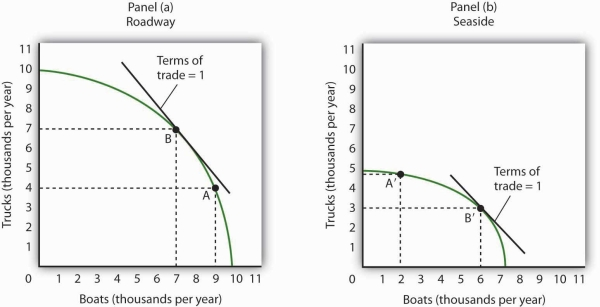 Panel (a)
Roadway
Trucks (thousands per year)
11
10
9
8
7
6
5
4
3
2
1
0 1 2 3 4 5 6 7 8 9 10 11
Boats (thousands per year)
Terms of
trade = 1
B
A
Panel (b)
Seaside
Trucks (thousands per year)
11
10
9
8
7
6
5
4
3
2
1
0 1 2 3 4 5 6 7 8 9 10 11
Boats (thousands per year)
Terms of
trade = 1
A′
B′